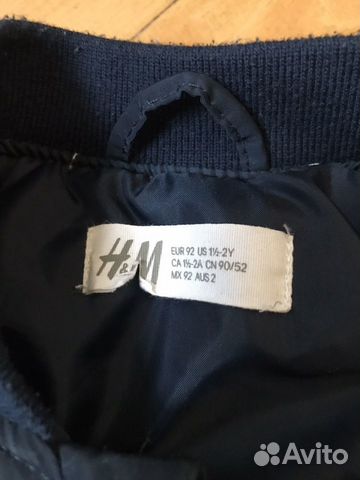 H&M
EUR 92 US 1½-2Y
CA 1½-2A CN 90/52
MX 92 AUS 2
Avito